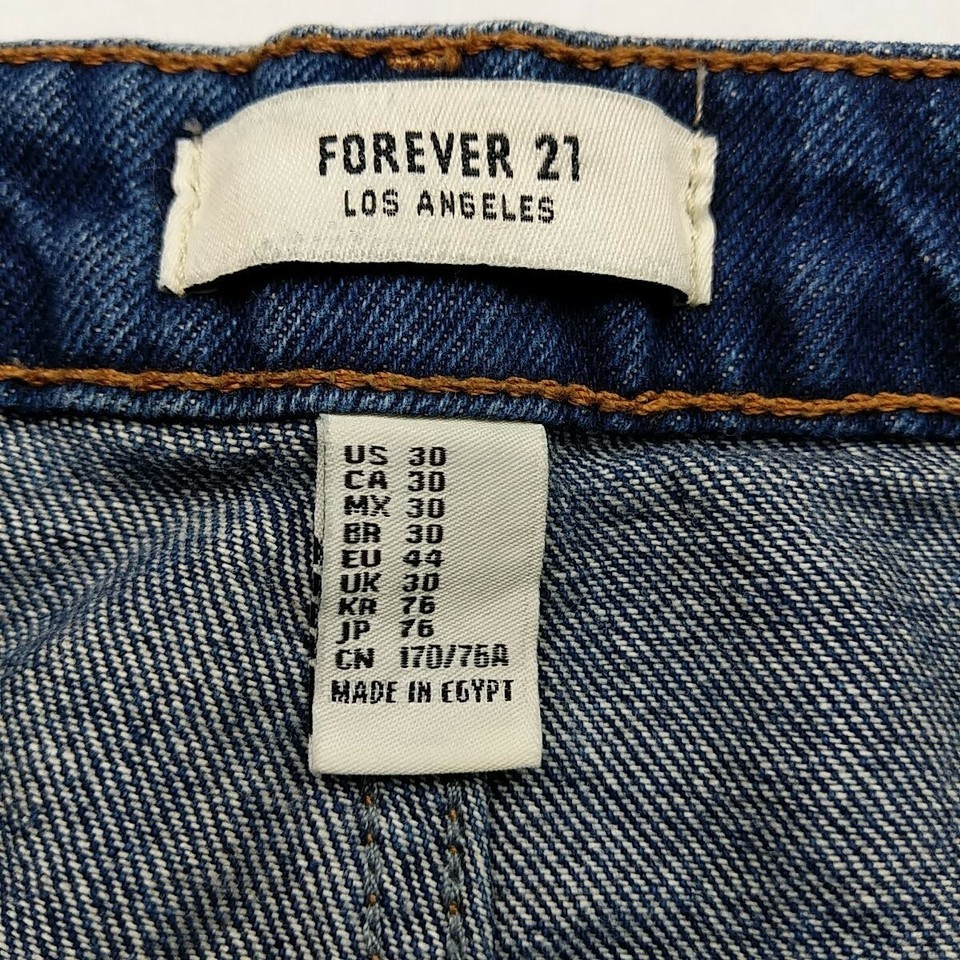 FOREVER 21
LOS ANGELES
US 30
CA 30
MX 30
BR 30
EU 44
UK 30
KR 76
JP 76
CN 170/76A
MADE IN EGYPT